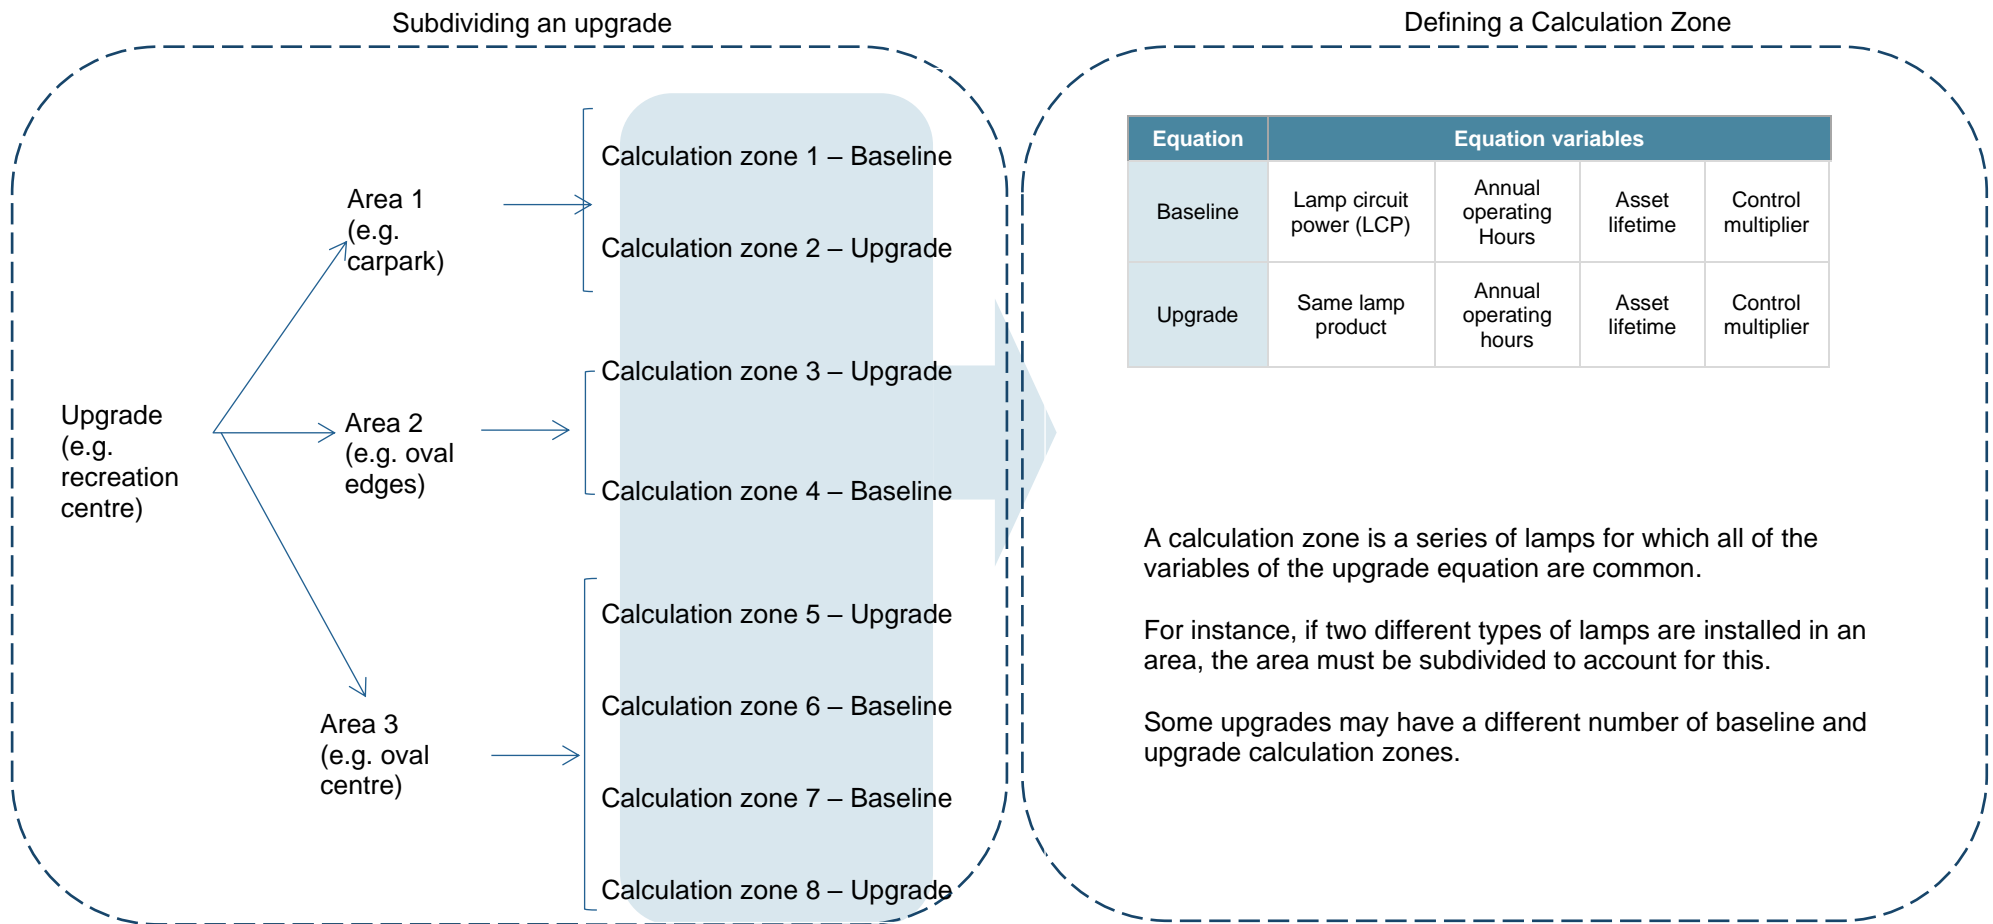 Subdividing an upgrade
Upgrade
(e.g.
recreation
centre)
Area 1
(e.g.
carpark)
Area 2
(e.g. oval
edges)
Area 3
(e.g. oval
centre)
Calculation zone 1 – Baseline
Calculation zone 2 – Upgrade
Calculation zone 3 – Upgrade
Calculation zone 4 – Baseline
Calculation zone 5 – Upgrade
Calculation zone 6 – Baseline
Calculation zone 7 – Baseline
Calculation zone 8 – Upgrade
Defining a Calculation Zone
Equation
Equation variables
Baseline
Lamp circuit
power (LCP)
Annual
operating
Hours
Asset
lifetime
Control
multiplier
Upgrade
Same lamp
product
Annual
operating
hours
Asset
lifetime
Control
multiplier
A calculation zone is a series of lamps for which all of the
variables of the upgrade equation are common.
For instance, if two different types of lamps are installed in an
area, the area must be subdivided to account for this.
Some upgrades may have a different number of baseline and
upgrade calculation zones.